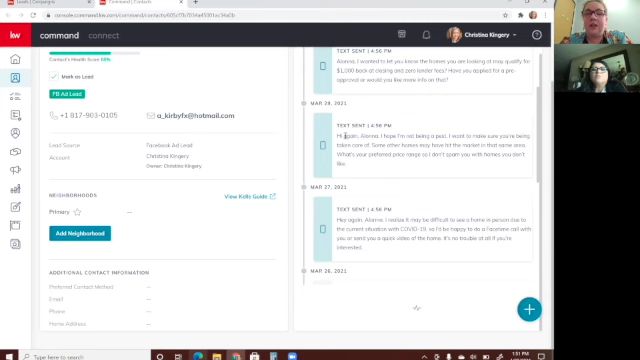 Leads | Campaigns
Command | Contacts
console.command.kw.com/command/contacts/
kw command connect
Christina Kingery
Contact's Health Score
Mark as Lead
FB Ad Lead
+1 817-903-0105
a_kirbyfx@hotmail.com
Lead Source
Facebook Ad Lead
Account
Christina Kingery
Owner: Christina Kingery
NEIGHBORHOODS
View Kelle Guide
Primary
Add Neighborhood
ADDITIONAL CONTACT INFORMATION
Preferred Contact Method
Email
Phone
Home Address
TEXT SENT | 4:56 PM
Alonna, I wanted to let you know the homes you are looking at may qualify for
$1,000 back at closing and zero lender fees! Have you applied for a pre
approval or would you like more info on that?
TEXT SENT | 4:56 PM
Hi again, Alonna. I hope I'm not being a pest. I want to make sure you're being
taken care of. Some other homes may have hit the market in that same area.
What's your preferred price range so I don't spam you with homes you don't
like.
MAR 27, 2021
TEXT SENT | 4:56 PM
Hey again, Alonna. I realize it may be difficult to see a home in person due to
the current situation with COVID-19, so I'd be happy to do a Facetime call
with you or send you a quick video of the home. It's no trouble at all if you're
interested.
MAR 26, 2021
Type here to search
1:51 PM